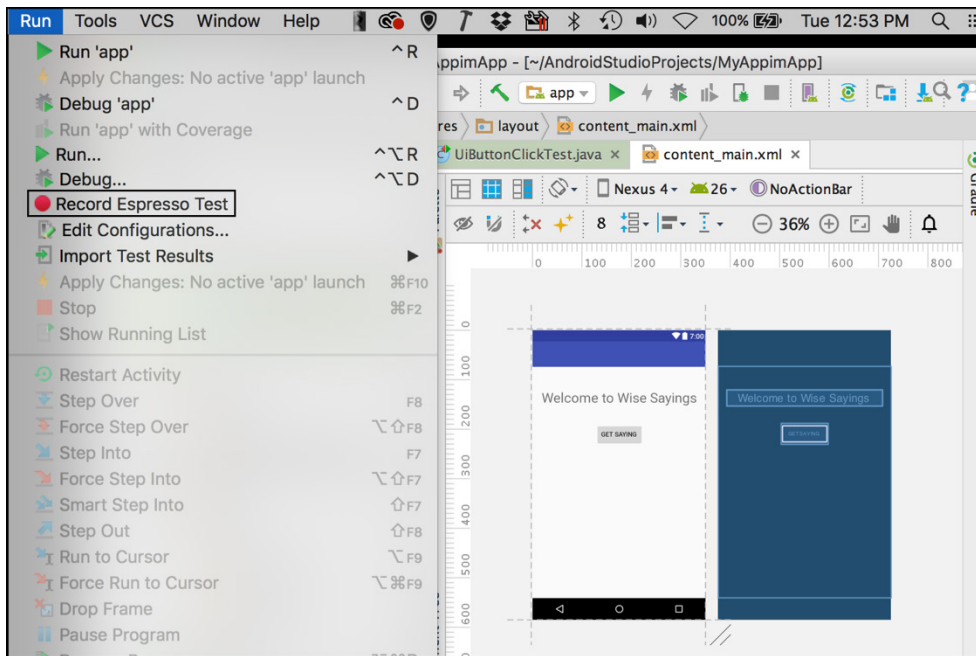 Run Tools VCS Window Help 100% Tue 12:53 PM
Run 'app' ^R
Apply Changes: No active 'app' launch
Debug 'app' ^D
Run 'app' with Coverage
Run... ^⌥R
Debug... ^⌥D
Record Espresso Test
Edit Configurations...
Import Test Results
Apply Changes: No active 'app' launch ⌘F10
Stop ⌘F2
Show Running List
Restart Activity
Step Over F8
Force Step Over ⌥⇧F8
Step Into F7
Force Step Into ⌥⇧F7
Smart Step Into ⇧F7
Step Out ⇧F8
Run to Cursor ⌥F9
Force Run to Cursor ⌥⌘F9
Drop Frame
Pause Program
AppimApp - [~/AndroidStudioProjects/MyAppimApp]
app
res layout content_main.xml
UiButtonClickTest.java × content_main.xml ×
Nexus 4 26 NoActionBar
8 36%
0 100 200 300 400 500 600 700 800
0
100
200
300
400
500
600
7:00
Welcome to Wise Sayings
GET SAYING
Welcome to Wise Sayings
GET SAYING